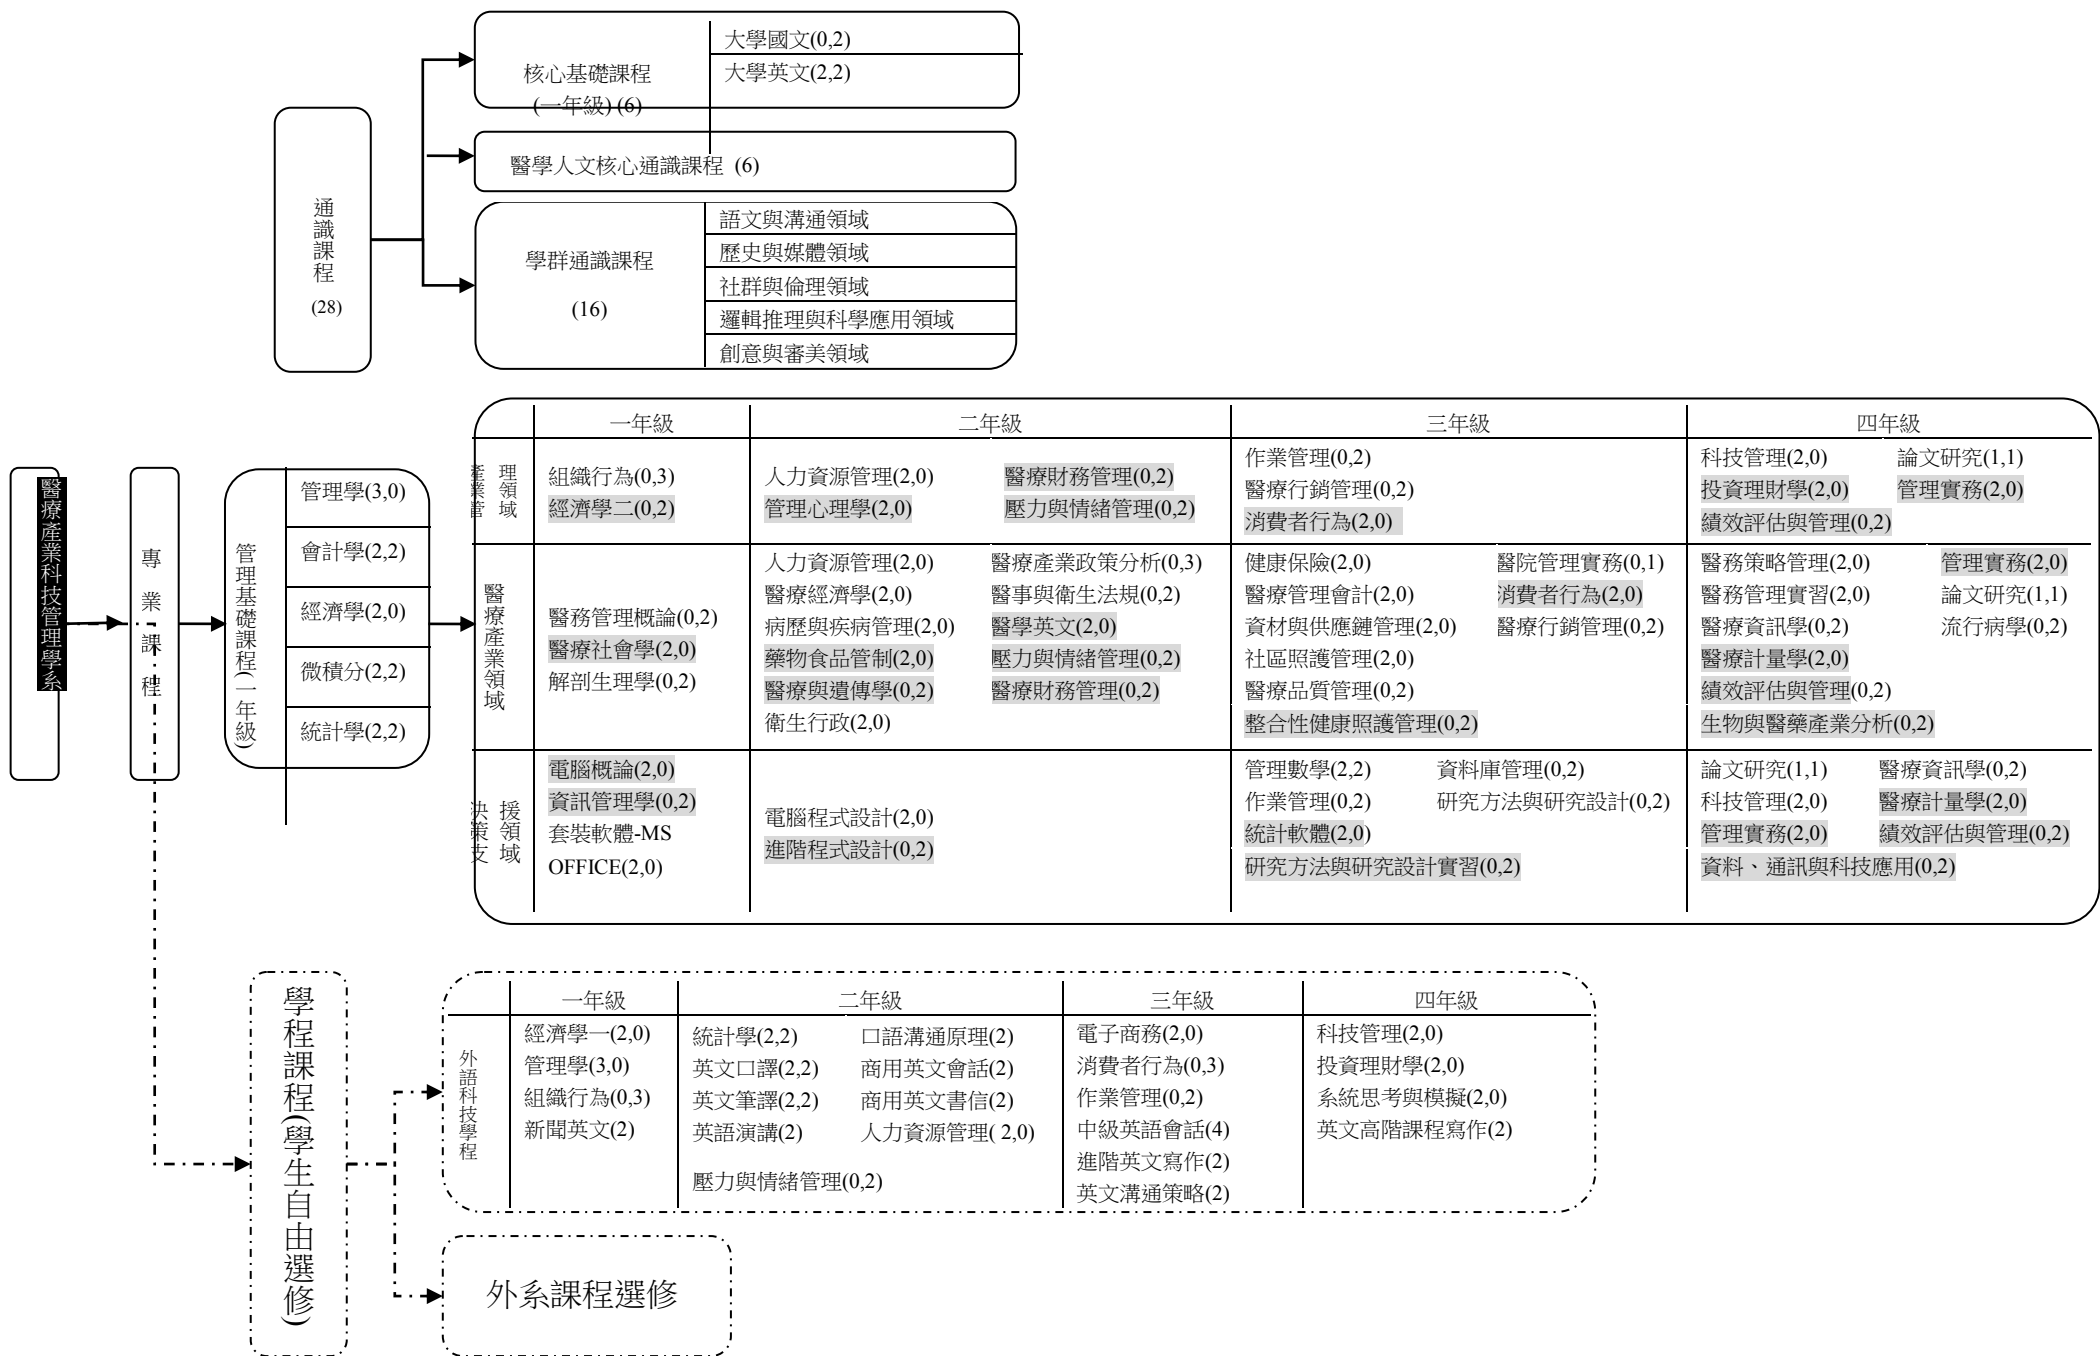 大學國文(0,2)
核心基礎課程
(一年級) (6)
大學英文(2,2)
醫學人文核心通識課程 (6)
通識課程
(28)
學群通識課程
(16)
語文與溝通領域
歷史與媒體領域
社群與倫理領域
邏輯推理與科學應用領域
創意與審美領域
醫療產業科技管理學系
專業課程
管理基礎課程(一年級)
管理學(3,0)
會計學(2,2)
經濟學(2,0)
微積分(2,2)
統計學(2,2)
一年級
二年級
三年級
四年級
產業管理領域
組織行為(0,3)
經濟學二(0,2)
人力資源管理(2,0)
管理心理學(2,0)
醫療財務管理(0,2)
壓力與情緒管理(0,2)
作業管理(0,2)
醫療行銷管理(0,2)
消費者行為(2,0)
科技管理(2,0)
投資理財學(2,0)
績效評估與管理(0,2)
論文研究(1,1)
管理實務(2,0)
醫療產業領域
醫務管理概論(0,2)
醫療社會學(2,0)
解剖生理學(0,2)
人力資源管理(2,0)
醫療經濟學(2,0)
病歷與疾病管理(2,0)
藥物食品管制(2,0)
醫療與遺傳學(0,2)
衛生行政(2,0)
醫療產業政策分析(0,3)
醫事與衛生法規(0,2)
醫學英文(2,0)
壓力與情緒管理(0,2)
醫療財務管理(0,2)
健康保險(2,0)
醫療管理會計(2,0)
資材與供應鏈管理(2,0)
社區照護管理(2,0)
醫療品質管理(0,2)
整合性健康照護管理(0,2)
醫院管理實務(0,1)
消費者行為(2,0)
醫療行銷管理(0,2)
醫務策略管理(2,0)
醫務管理實習(2,0)
醫療資訊學(0,2)
醫療計量學(2,0)
績效評估與管理(0,2)
生物與醫藥產業分析(0,2)
管理實務(2,0)
論文研究(1,1)
流行病學(0,2)
決策支援領域
電腦概論(2,0)
資訊管理學(0,2)
套裝軟體-MS
OFFICE(2,0)
電腦程式設計(2,0)
進階程式設計(0,2)
管理數學(2,2)
作業管理(0,2)
統計軟體(2,0)
研究方法與研究設計實習(0,2)
資料庫管理(0,2)
研究方法與研究設計(0,2)
論文研究(1,1)
科技管理(2,0)
管理實務(2,0)
資料、通訊與科技應用(0,2)
醫療資訊學(0,2)
醫療計量學(2,0)
績效評估與管理(0,2)
學程課程(學生自由選修)
一年級
二年級
三年級
四年級
外語科技學程
經濟學一(2,0)
管理學(3,0)
組織行為(0,3)
新聞英文(2)
統計學(2,2)
英文口譯(2,2)
英文筆譯(2,2)
英語演講(2)
壓力與情緒管理(0,2)
口語溝通原理(2)
商用英文會話(2)
商用英文書信(2)
人力資源管理( 2,0)
電子商務(2,0)
消費者行為(0,3)
作業管理(0,2)
中級英語會話(4)
進階英文寫作(2)
英文溝通策略(2)
科技管理(2,0)
投資理財學(2,0)
系統思考與模擬(2,0)
英文高階課程寫作(2)
外系課程選修